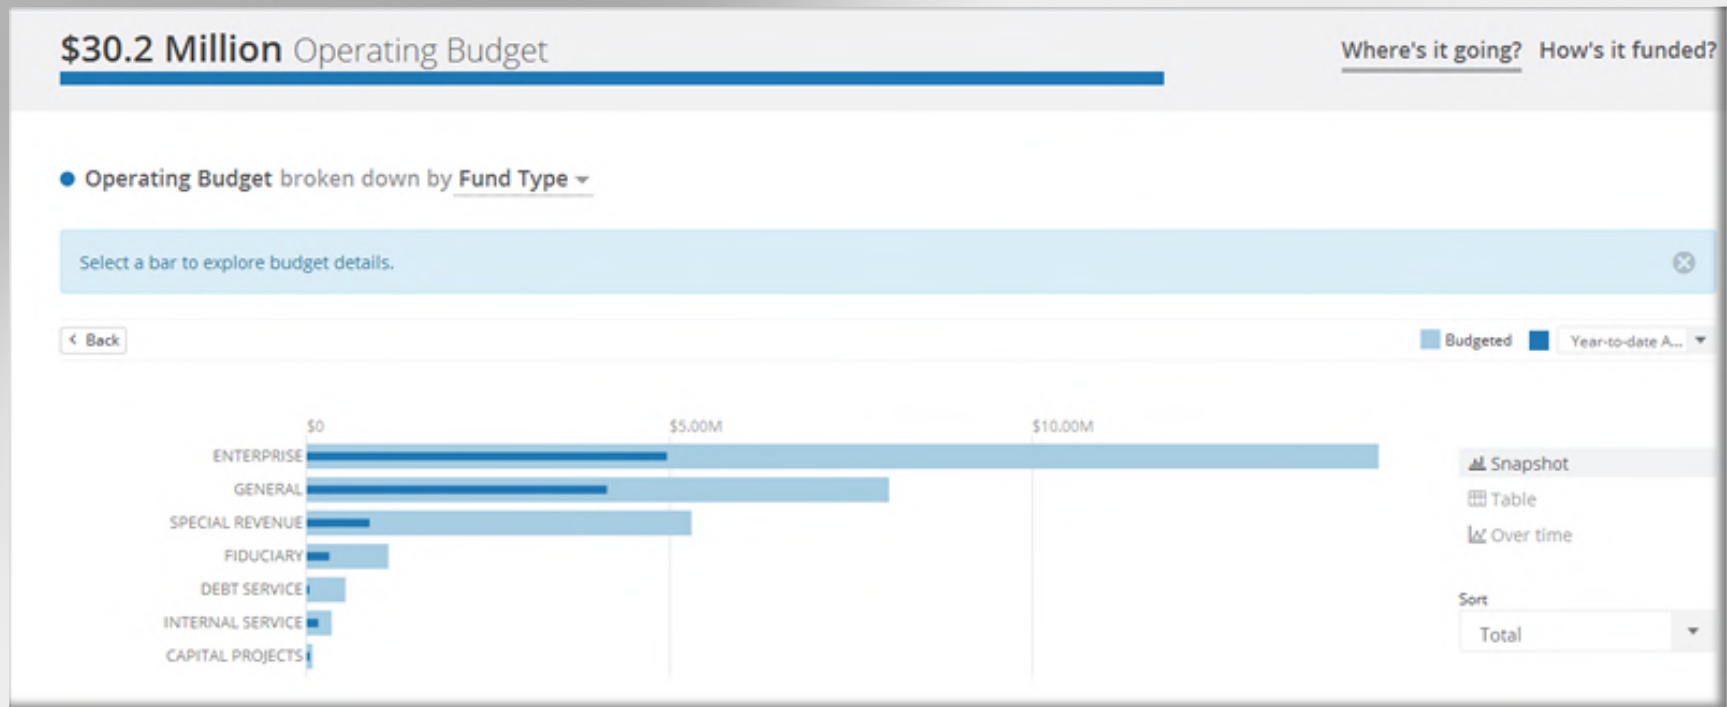 $30.2 Million Operating Budget
Where's it going? How's it funded?
Operating Budget broken down by Fund Type
Select a bar to explore budget details.
< Back
Budgeted
Year-to-date A...
$0 $5.00M $10.00M
ENTERPRISE
GENERAL
SPECIAL REVENUE
FIDUCIARY
DEBT SERVICE
INTERNAL SERVICE
CAPITAL PROJECTS
Snapshot
Table
Over time
Sort
Total